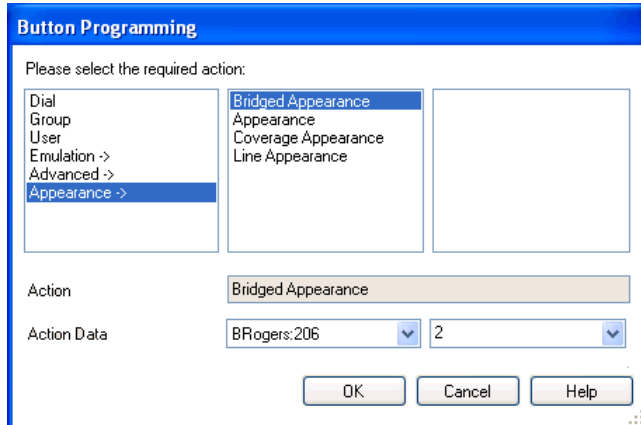 Button Programming
Please select the required action:
Dial
Group
User
Emulation ->
Advanced ->
Appearance ->
Bridged Appearance
Appearance
Coverage Appearance
Line Appearance
Action
Bridged Appearance
Action Data
BRogers:206
2
OK
Cancel
Help